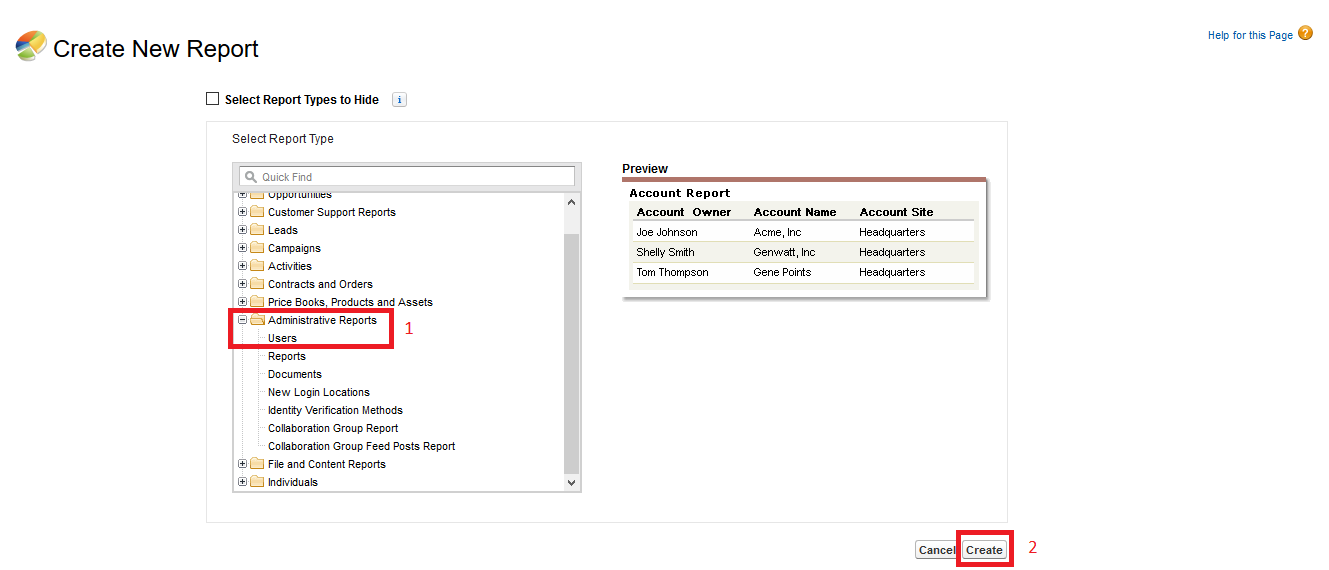 Create New Report
Help for this Page ?
Select Report Types to Hide i
Select Report Type
Quick Find
Opportunities
Customer Support Reports
Leads
Campaigns
Activities
Contracts and Orders
Price Books, Products and Assets
Administrative Reports 1
Users
Reports
Documents
New Login Locations
Identity Verification Methods
Collaboration Group Report
Collaboration Group Feed Posts Report
File and Content Reports
Individuals
Preview
Account Report
Account Owner Account Name Account Site
Joe Johnson Acme, Inc Headquarters
Shelly Smith Genwatt, Inc Headquarters
Tom Thompson Gene Points Headquarters
Cancel Create 2